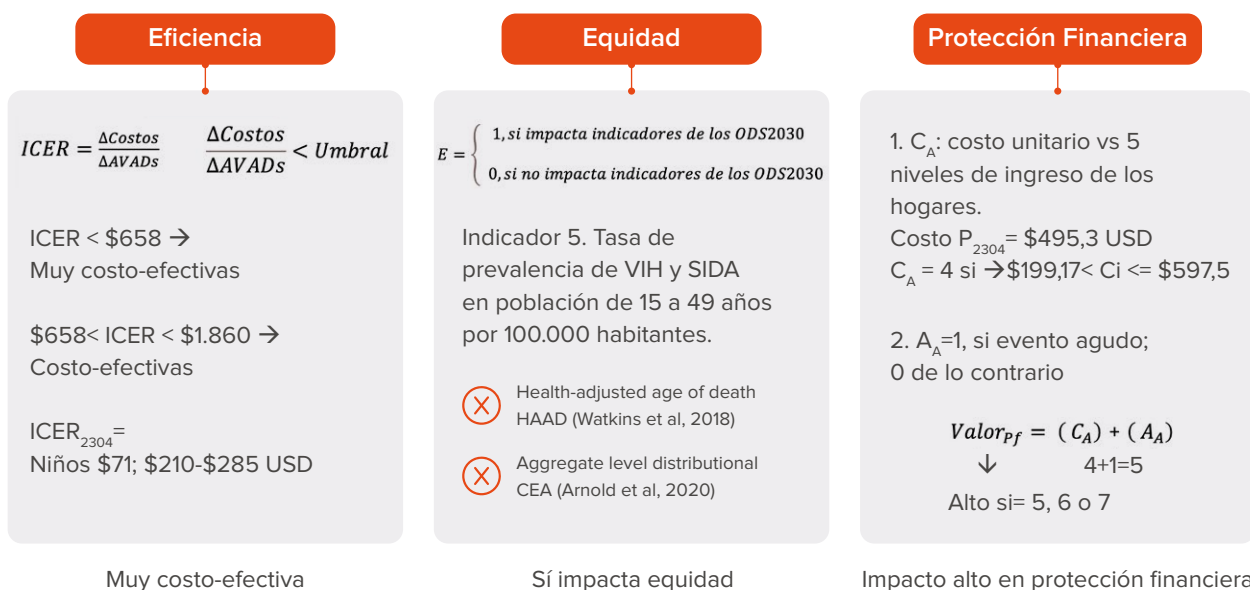 Eficiencia
ICER = ΔCostos/ΔAVADs    ΔCostos/ΔAVADs < Umbral
ICER < $658 →
Muy costo-efectivas
$658< ICER < $1.860 →
Costo-efectivas
ICER₂₃₀₄=
Niños $71; $210-$285 USD
Muy costo-efectiva
Equidad
E = {
1, si impacta indicadores de los ODS2030
0, si no impacta indicadores de los ODS2030
Indicador 5. Tasa de
prevalencia de VIH y SIDA
en población de 15 a 49 años
por 100.000 habitantes.
Health-adjusted age of death
HAAD (Watkins et al, 2018)
Aggregate level distributional
CEA (Arnold et al, 2020)
Sí impacta equidad
Protección Financiera
1. C_A: costo unitario vs 5
niveles de ingreso de los
hogares.
Costo P₂₃₀₄= $495,3 USD
C_A = 4 si →$199,17< Ci <= $597,5
2. A_A=1, si evento agudo;
0 de lo contrario
Valor_Pf = (C_A) + (A_A)
↓ 4+1=5
Alto si= 5, 6 o 7
Impacto alto en protección financiera